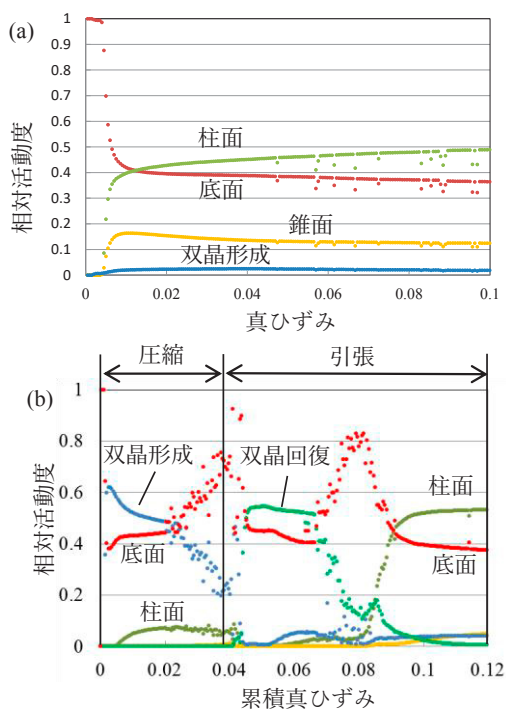 (a)
1
0.9
0.8
0.7
0.6
0.5
0.4
0.3
0.2
0.1
0
相対活動度
柱面
底面
錐面
双晶形成
0 0.02 0.04 0.06 0.08 0.1
真ひずみ
圧縮 引張
(b)
1
0.8
0.6
0.4
0.2
0
相対活動度
双晶形成 双晶回復
柱面
底面 底面
柱面
0 0.02 0.04 0.06 0.08 0.1 0.12
累積真ひずみ